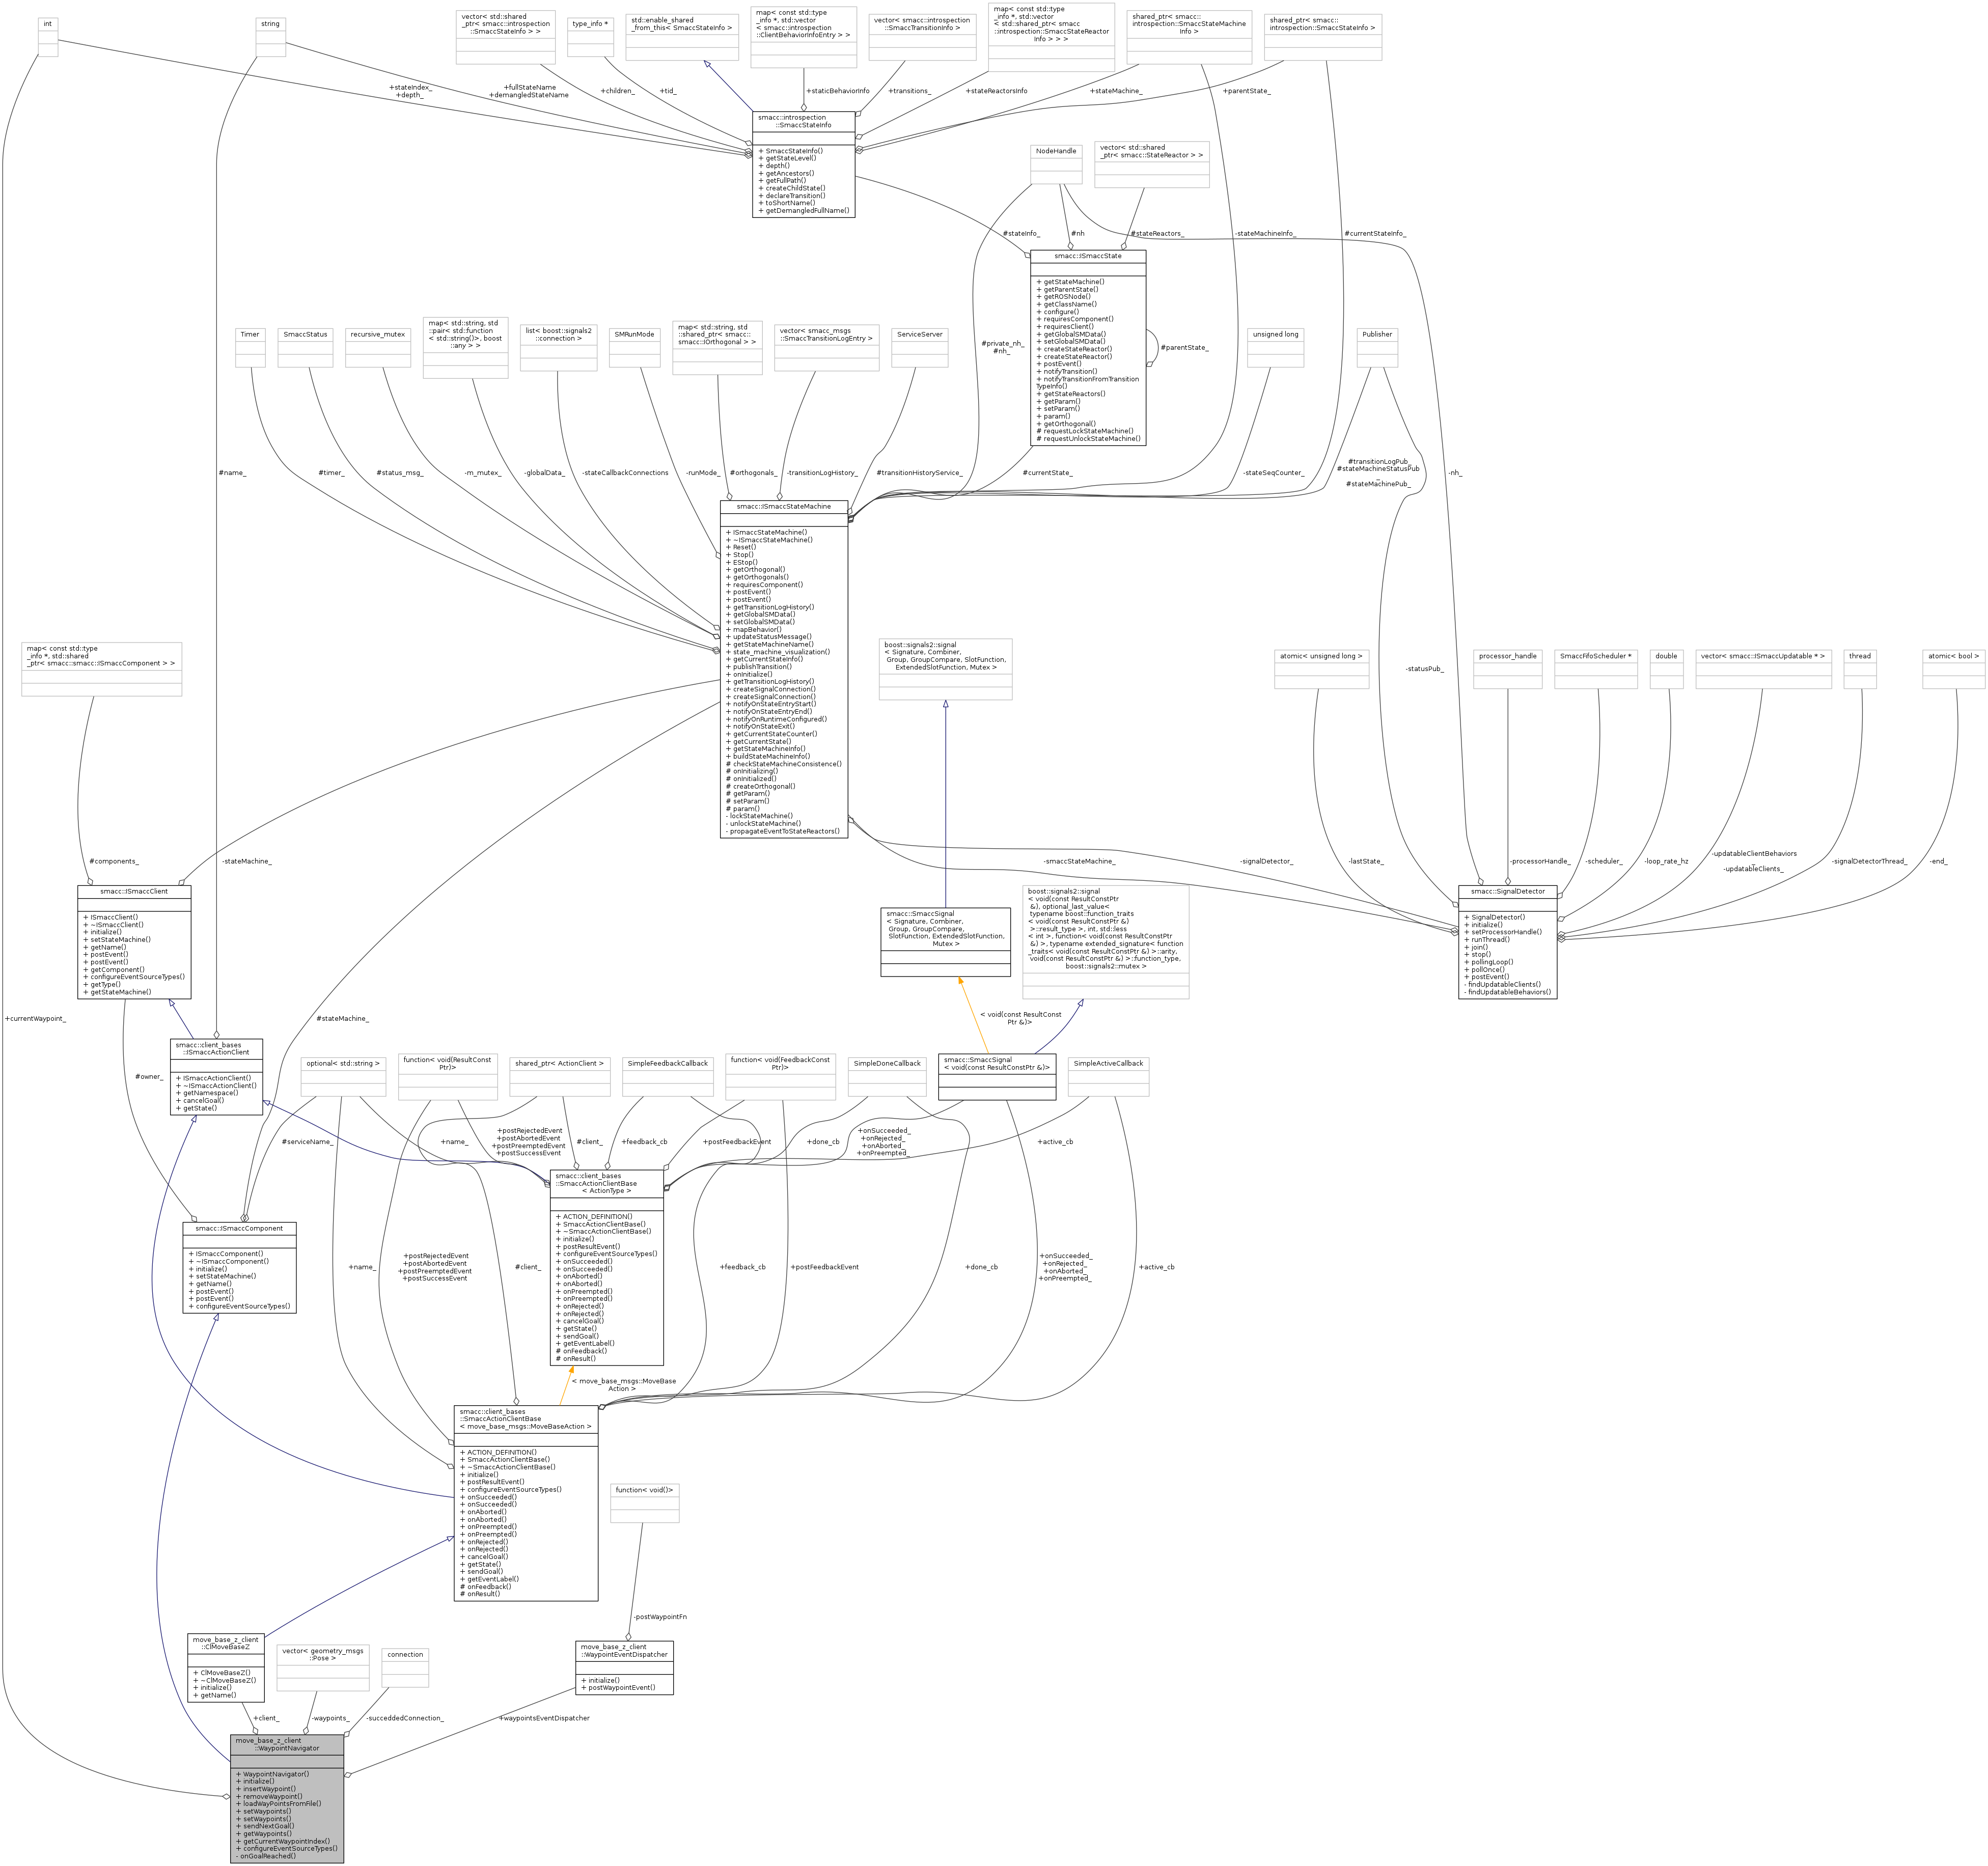 int
string
vector< std::shared
_ptr< smacc::introspection
::SmaccStateInfo > >
type_info *
std::enable_shared
_from_this< SmaccStateInfo >
map< const std::type
_info *, std::vector
< smacc::introspection
::ClientBehaviorInfoEntry > >
vector< smacc::introspection
::SmaccTransitionInfo >
map< const std::type
_info *, std::vector
< std::shared_ptr< smacc
::introspection::SmaccStateReactor
Info > > >
shared_ptr< smacc::
introspection::SmaccStateMachine
Info >
shared_ptr< smacc::
introspection::SmaccStateInfo >
+stateIndex_
+depth_
+fullStateName
+demangledStateName
+children_
+tid_
+staticBehaviorInfo
+transitions_
+stateReactorsInfo
+stateMachine_
+parentState_
smacc::introspection
::SmaccStateInfo
+ SmaccStateInfo()
+ getStateLevel()
+ depth()
+ getAncestors()
+ getFullPath()
+ createChildState()
+ declareTransition()
+ toShortName()
+ getDemangledFullName()
NodeHandle
vector< std::shared
_ptr< smacc::StateReactor > >
#stateInfo_
#nh
#stateReactors_
-stateMachineInfo_
#currentStateInfo_
smacc::ISmaccState
+ getStateMachine()
+ getParentState()
+ getROSNode()
+ getClassName()
+ configure()
+ requiresComponent()
+ requiresClient()
+ getGlobalSMData()
+ setGlobalSMData()
+ createStateReactor()
+ createStateReactor()
+ postEvent()
+ notifyTransition()
+ notifyTransitionFromTransition
TypeInfo()
+ getStateReactors()
+ getParam()
+ setParam()
+ param()
+ getOrthogonal()
# requestLockStateMachine()
# requestUnlockStateMachine()
#parentState_
Timer
SmaccStatus
recursive_mutex
map< std::string, std
::pair< std::function
< std::string()>, boost
::any > >
list< boost::signals2
::connection >
SMRunMode
map< std::string, std
::shared_ptr< smacc::
smacc::IOrthogonal > >
vector< smacc_msgs
::SmaccTransitionLogEntry >
ServiceServer
#private_nh_
#nh_
unsigned long
Publisher
#name_
#timer_
#status_msg_
-m_mutex_
-globalData_
-stateCallbackConnections
-runMode_
#orthogonals_
-transitionLogHistory_
#transitionHistoryService_
#currentState_
-stateSeqCounter_
#transitionLogPub_
#stateMachineStatusPub
_
#stateMachinePub_
-nh_
smacc::ISmaccStateMachine
+ ISmaccStateMachine()
+ ~ISmaccStateMachine()
+ Reset()
+ Stop()
+ EStop()
+ getOrthogonal()
+ getOrthogonals()
+ requiresComponent()
+ postEvent()
+ postEvent()
+ getTransitionLogHistory()
+ getGlobalSMData()
+ setGlobalSMData()
+ mapBehavior()
+ updateStatusMessage()
+ getStateMachineName()
+ state_machine_visualization()
+ getCurrentStateInfo()
+ publishTransition()
+ onInitialize()
+ getTransitionLogHistory()
+ createSignalConnection()
+ createSignalConnection()
+ notifyOnStateEntryStart()
+ notifyOnStateEntryEnd()
+ notifyOnRuntimeConfigured()
+ notifyOnStateExit()
+ getCurrentStateCounter()
+ getCurrentState()
+ getStateMachineInfo()
+ buildStateMachineInfo()
# checkStateMachineConsistence()
# onInitializing()
# onInitialized()
# createOrthogonal()
# getParam()
# setParam()
# param()
- lockStateMachine()
- unlockStateMachine()
- propagateEventToStateReactors()
map< const std::type
_info *, std::shared
_ptr< smacc::smacc::ISmaccComponent > >
boost::signals2::signal
< Signature, Combiner,
Group, GroupCompare, SlotFunction,
ExtendedSlotFunction, Mutex >
-statusPub_
atomic< unsigned long >
processor_handle
SmaccFifoScheduler *
double
vector< smacc::ISmaccUpdatable * >
thread
atomic< bool >
#components_
-stateMachine_
-smaccStateMachine_
-signalDetector_
-lastState_
-processorHandle_
-scheduler_
-loop_rate_hz
-updatableClientBehaviors
_
-updatableClients_
-signalDetectorThread_
-end_
smacc::ISmaccClient
+ ISmaccClient()
+ ~ISmaccClient()
+ initialize()
+ setStateMachine()
+ getName()
+ postEvent()
+ postEvent()
+ getComponent()
+ configureEventSourceTypes()
+ getType()
+ getStateMachine()
smacc::SmaccSignal
< Signature, Combiner,
Group, GroupCompare,
SlotFunction, ExtendedSlotFunction,
Mutex >
boost::signals2::signal
< void(const ResultConstPtr
&), optional_last_value<
typename boost::function_traits
< void(const ResultConstPtr &)
>::result_type >, int, std::less
< int >, function< void(const ResultConstPtr
&) >, typename extended_signature< function
_traits< void(const ResultConstPtr &) >::arity,
void(const ResultConstPtr &) >::function_type,
boost::signals2::mutex >
smacc::SignalDetector
+ SignalDetector()
+ initialize()
+ setProcessorHandle()
+ runThread()
+ join()
+ stop()
+ pollingLoop()
+ pollOnce()
+ postEvent()
- findUpdatableClients()
- findUpdatableBehaviors()
+currentWaypoint_
#stateMachine_
< void(const ResultConst
Ptr &)>
smacc::client_bases
::ISmaccActionClient
+ ISmaccActionClient()
+ ~ISmaccActionClient()
+ getNamespace()
+ cancelGoal()
+ getState()
#owner_
optional< std::string >
function< void(ResultConst
Ptr)>
shared_ptr< ActionClient >
SimpleFeedbackCallback
function< void(FeedbackConst
Ptr)>
SimpleDoneCallback
smacc::SmaccSignal
< void(const ResultConstPtr &)>
SimpleActiveCallback
#serviceName_
+name_
+postRejectedEvent
+postAbortedEvent
+postPreemptedEvent
+postSuccessEvent
#client_
+feedback_cb
+postFeedbackEvent
+done_cb
+onSucceeded_
+onRejected_
+onAborted_
+onPreempted_
+active_cb
smacc::client_bases
::SmaccActionClientBase
< ActionType >
+ ACTION_DEFINITION()
+ SmaccActionClientBase()
+ ~SmaccActionClientBase()
+ initialize()
+ postResultEvent()
+ configureEventSourceTypes()
+ onSucceeded()
+ onSucceeded()
+ onAborted()
+ onAborted()
+ onPreempted()
+ onPreempted()
+ onRejected()
+ onRejected()
+ cancelGoal()
+ getState()
+ sendGoal()
+ getEventLabel()
# onFeedback()
# onResult()
smacc::ISmaccComponent
+ ISmaccComponent()
+ ~ISmaccComponent()
+ initialize()
+ setStateMachine()
+ getName()
+ postEvent()
+ postEvent()
+ configureEventSourceTypes()
+name_
+postRejectedEvent
+postAbortedEvent
+postPreemptedEvent
+postSuccessEvent
#client_
+feedback_cb
+postFeedbackEvent
+done_cb
+onSucceeded_
+onRejected_
+onAborted_
+onPreempted_
+active_cb
< move_base_msgs::MoveBase
Action >
smacc::client_bases
::SmaccActionClientBase
< move_base_msgs::MoveBaseAction >
+ ACTION_DEFINITION()
+ SmaccActionClientBase()
+ ~SmaccActionClientBase()
+ initialize()
+ postResultEvent()
+ configureEventSourceTypes()
+ onSucceeded()
+ onSucceeded()
+ onAborted()
+ onAborted()
+ onPreempted()
+ onPreempted()
+ onRejected()
+ onRejected()
+ cancelGoal()
+ getState()
+ sendGoal()
+ getEventLabel()
# onFeedback()
# onResult()
function< void()>
-postWaypointFn
move_base_z_client
::ClMoveBaseZ
+ ClMoveBaseZ()
+ ~ClMoveBaseZ()
+ initialize()
+ getName()
vector< geometry_msgs
::Pose >
connection
move_base_z_client
::WaypointEventDispatcher
+ initialize()
+ postWaypointEvent()
+client_
-waypoints_
-succeddedConnection_
+waypointsEventDispatcher
move_base_z_client
::WaypointNavigator
+ WaypointNavigator()
+ initialize()
+ insertWaypoint()
+ removeWaypoint()
+ loadWayPointsFromFile()
+ setWaypoints()
+ setWaypoints()
+ sendNextGoal()
+ getWaypoints()
+ getCurrentWaypointIndex()
+ configureEventSourceTypes()
- onGoalReached()